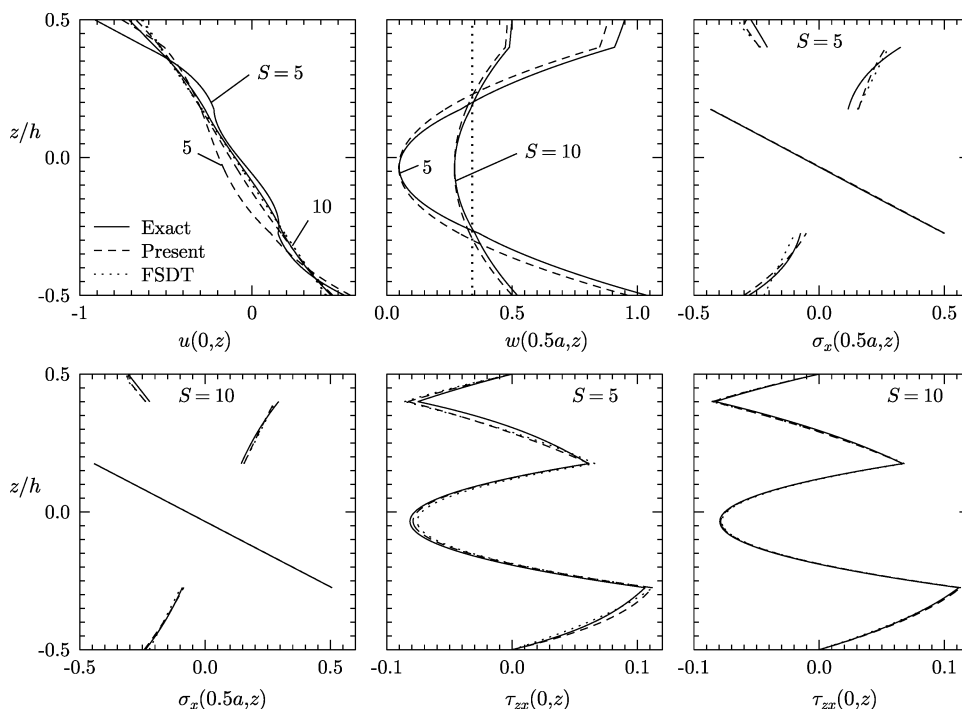 0.5
z/h
0.0
-0.5
S = 5
5
10
Exact
Present
FSDT
-1
0
u(0,z)
S = 10
5
0.0
0.5
1.0
w(0.5a,z)
S = 5
-0.5
0.0
0.5
σx(0.5a,z)
0.5
z/h
0.0
-0.5
S = 10
-0.5
0.0
0.5
σx(0.5a,z)
S = 5
-0.1
0.0
0.1
τzx(0,z)
S = 10
-0.1
0.0
0.1
τzx(0,z)